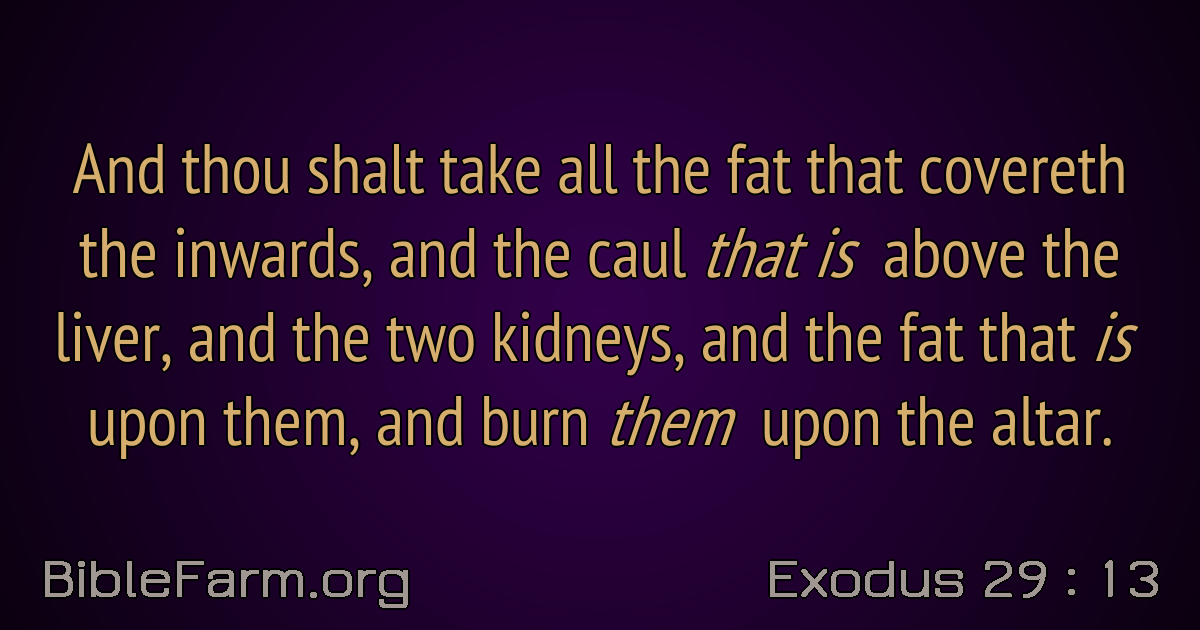 And thou shalt take all the fat that covereth
the inwards, and the caul that is above the
liver, and the two kidneys, and the fat that is
upon them, and burn them upon the altar.
BibleFarm.org
Exodus 29 : 13